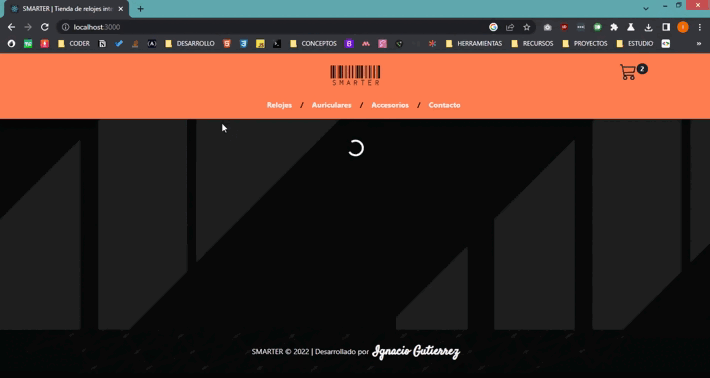 SMARTER | Tienda de relojes inte
localhost:3000
CODER
DESARROLLO
CONCEPTOS
HERRAMIENTAS
RECURSOS
PROYECTOS
ESTUDIO
»
SMARTER
2
Relojes / Auriculares / Accesorios / Contacto
SMARTER © 2022 | Desarrollado por Ignacio Gutierrez